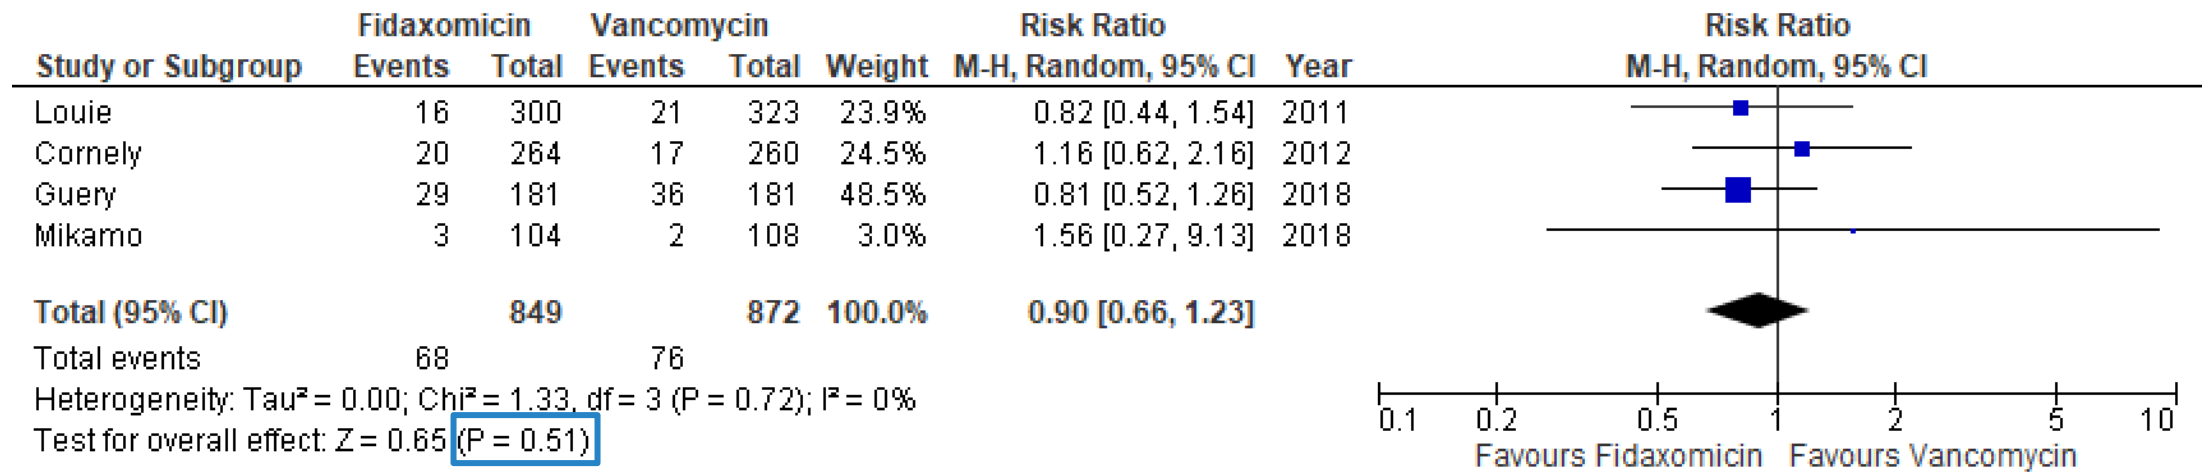 Fidaxomicin Vancomycin Risk Ratio Risk Ratio
Study or Subgroup Events Total Events Total Weight M-H, Random, 95% CI Year M-H, Random, 95% CI
Louie 16 300 21 323 23.9% 0.82 [0.44, 1.54] 2011
Cornely 20 264 17 260 24.5% 1.16 [0.62, 2.16] 2012
Guery 29 181 36 181 48.5% 0.81 [0.52, 1.26] 2018
Mikamo 3 104 2 108 3.0% 1.56 [0.27, 9.13] 2018
Total (95% CI) 849 872 100.0% 0.90 [0.66, 1.23]
Total events 68 76
Heterogeneity: Tau² = 0.00; Chi² = 1.33, df = 3 (P = 0.72); I² = 0%
Test for overall effect: Z = 0.65 (P = 0.51)
0.1 0.2 0.5 1 2 5 10
Favours Fidaxomicin Favours Vancomycin